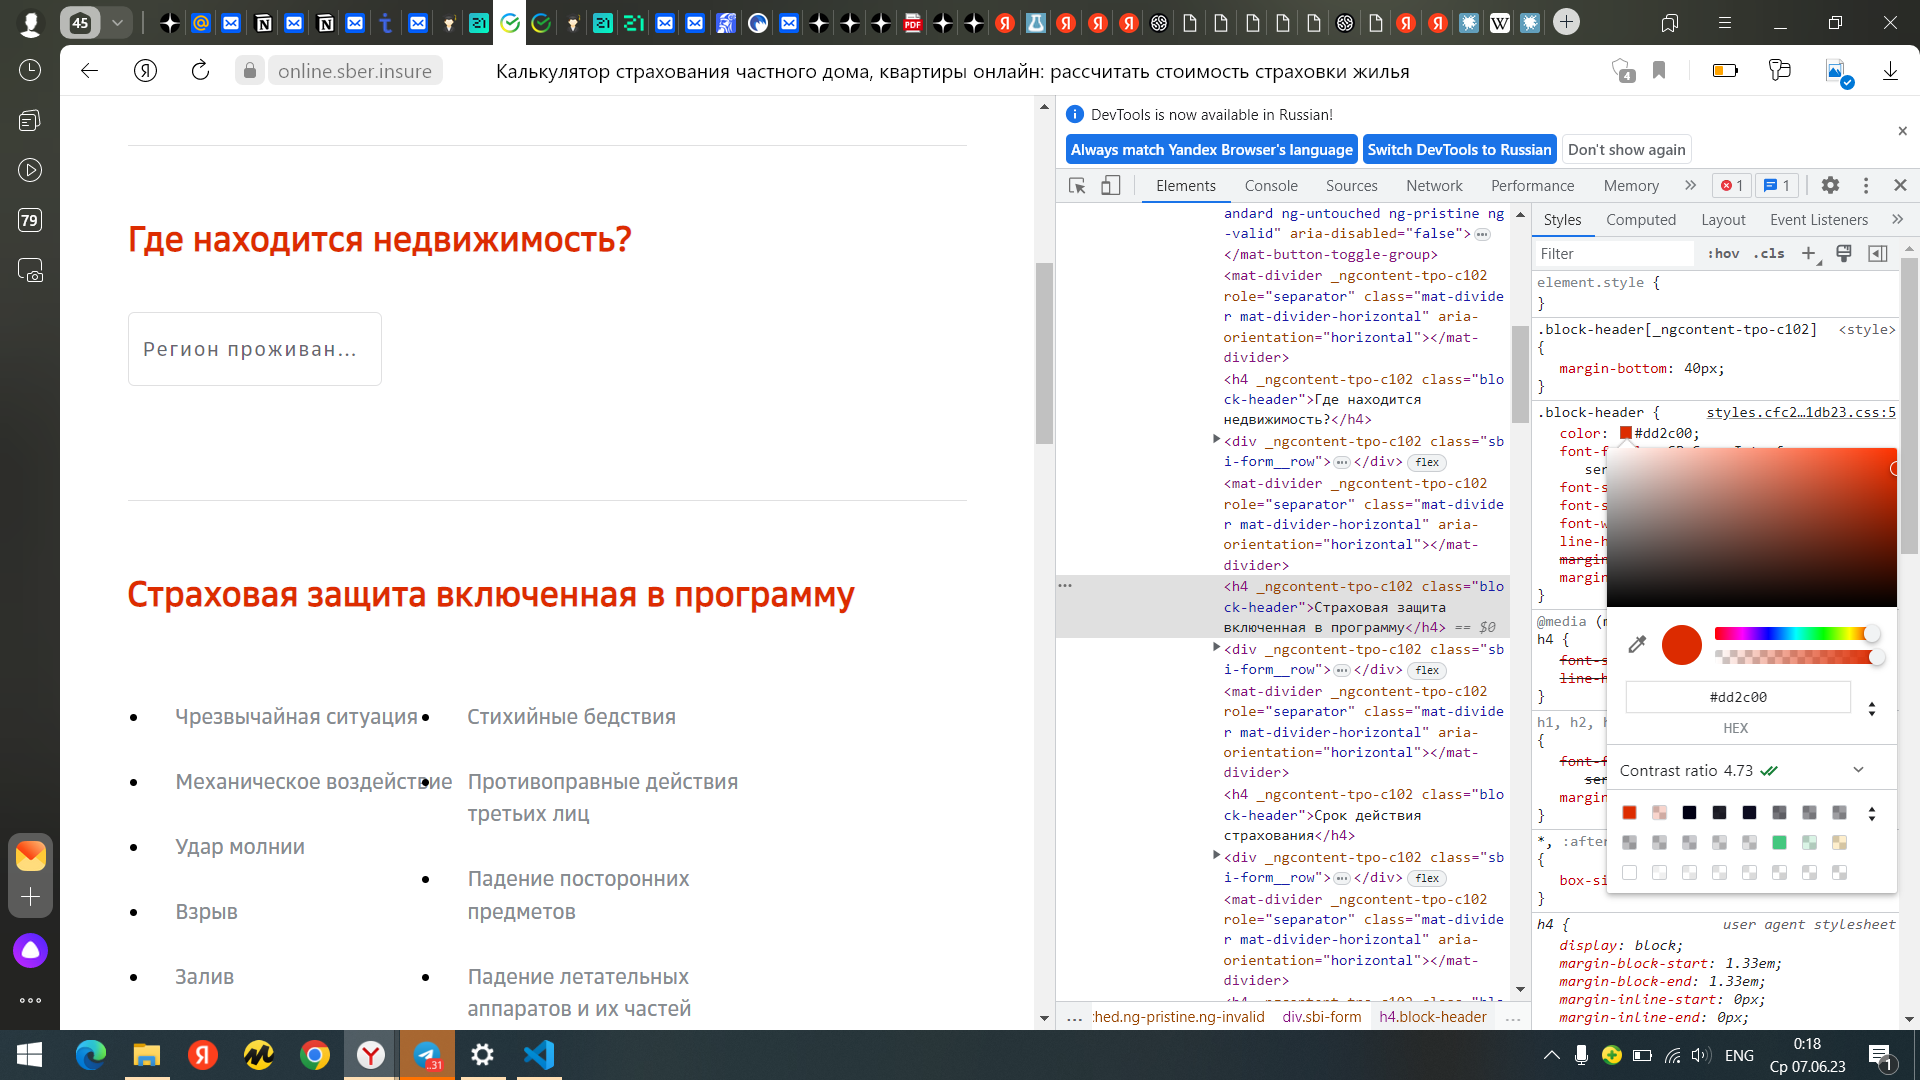 45
79
online.sber.insure
Калькулятор страхования частного дома, квартиры онлайн: рассчитать стоимость страховки жилья
4
Где находится недвижимость?
Регион проживан...
Страховая защита включенная в программу
Чрезвычайная ситуация
Механическое воздействие
Удар молнии
Взрыв
Залив
Стихийные бедствия
Противоправные действия
третьих лиц
Падение посторонних
предметов
Падение летательных
аппаратов и их частей
DevTools is now available in Russian!
Always match Yandex Browser's language
Switch DevTools to Russian
Don't show again
Elements
Console
Sources
Network
Performance
Memory
1
1
andard ng-untouched ng-pristine ng
-valid" aria-disabled="false">
</mat-button-toggle-group>
<mat-divider _ngcontent-tpo-c102
role="separator" class="mat-divide
r mat-divider-horizontal" aria-
orientation="horizontal"></mat-
divider>
<h4 _ngcontent-tpo-c102 class="blo
ck-header">Где находится
недвижимость?</h4>
<div _ngcontent-tpo-c102 class="sb
i-form__row">…</div> flex
<mat-divider _ngcontent-tpo-c102
role="separator" class="mat-divide
r mat-divider-horizontal" aria-
orientation="horizontal"></mat-
divider>
<h4 _ngcontent-tpo-c102 class="blo
ck-header">Страховая защита
включенная в программу</h4> == $0
<div _ngcontent-tpo-c102 class="sb
i-form__row">…</div> flex
<mat-divider _ngcontent-tpo-c102
role="separator" class="mat-divide
r mat-divider-horizontal" aria-
orientation="horizontal"></mat-
divider>
<h4 _ngcontent-tpo-c102 class="blo
ck-header">Срок действия
страхования</h4>
<div _ngcontent-tpo-c102 class="sb
i-form__row">…</div> flex
<mat-divider _ngcontent-tpo-c102
role="separator" class="mat-divide
r mat-divider-horizontal" aria-
orientation="horizontal"></mat-
divider>
... :hed.ng-pristine.ng-invalid div.sbi-form h4.block-header ...
Styles
Computed
Layout
Event Listeners
Filter
:hov .cls
element.style {
}
.block-header[_ngcontent-tpo-c102] <style>
{
margin-bottom: 40px;
}
.block-header { styles.cfc2…1db23.css:5
color: #dd2c00;
font-f
ser
font-s
font-s
font-w
line-h
margin
margin
}
@media (m
h4 {
font-s
line-h
}
h1, h2, h
{
font-f
ser
margin
}
*, :after
{
box-si
}
#dd2c00
HEX
Contrast ratio 4.73
h4 { user agent stylesheet
display: block;
margin-block-start: 1.33em;
margin-block-end: 1.33em;
margin-inline-start: 0px;
margin-inline-end: 0px;
ENG
0:18
Ср 07.06.23
1